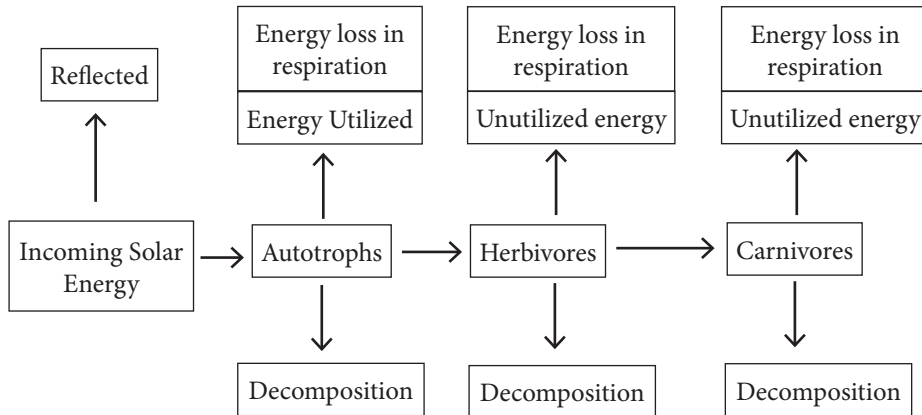 Energy loss in
respiration
Energy Utilized
Energy loss in
respiration
Unutilized energy
Energy loss in
respiration
Unutilized energy
Reflected
Incoming Solar
Energy
Autotrophs
Herbivores
Carnivores
Decomposition
Decomposition
Decomposition